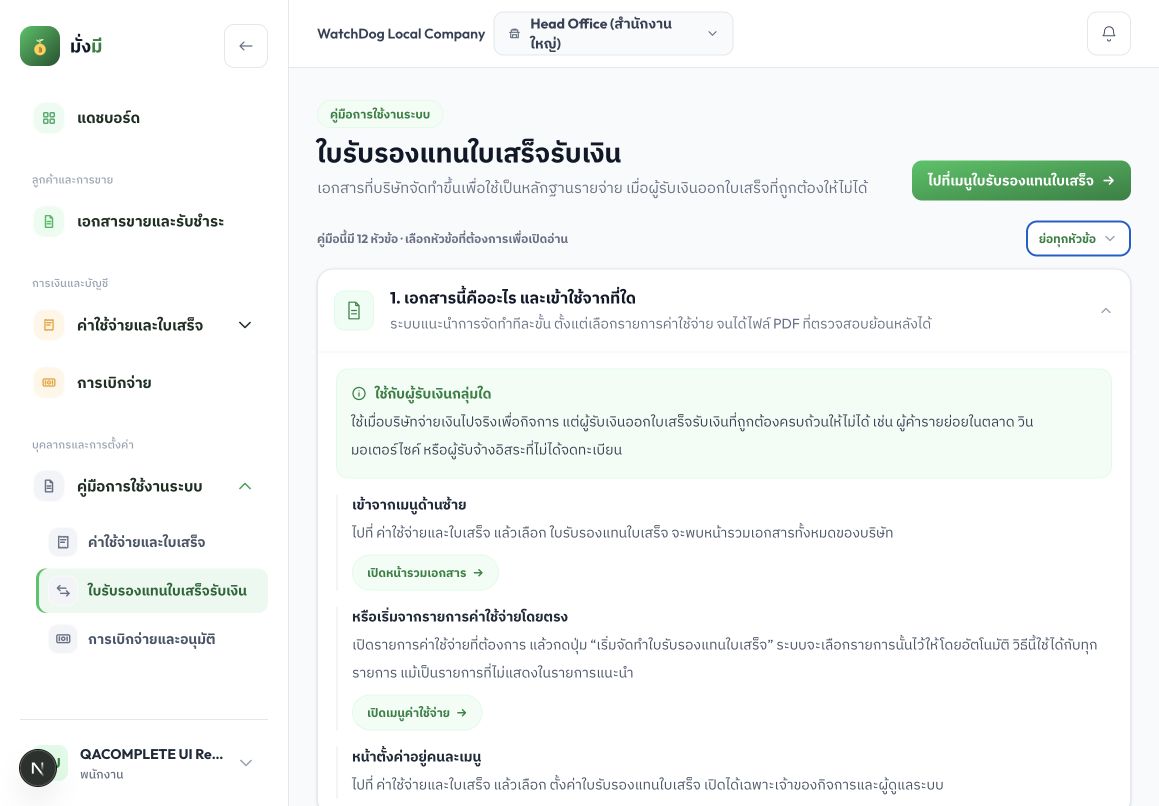 มั่งมี
แดชบอร์ด
ลูกค้าและการขาย
เอกสารขายและรับชำระ
การเงินและบัญชี
ค่าใช้จ่ายและใบเสร็จ
การเบิกจ่าย
บุคลากรและการตั้งค่า
คู่มือการใช้งานระบบ
ค่าใช้จ่ายและใบเสร็จ
ใบรับรองแทนใบเสร็จรับเงิน
การเบิกจ่ายและอนุมัติ
N
QACOMPLETE UI Re...
พนักงาน
WatchDog Local Company
Head Office (สำนักงาน
ใหญ่)
คู่มือการใช้งานระบบ
ใบรับรองแทนใบเสร็จรับเงิน
เอกสารที่บริษัทจัดทำขึ้นเพื่อใช้เป็นหลักฐานรายจ่าย เมื่อผู้รับเงินออกใบเสร็จที่ถูกต้องให้ไม่ได้
ไปที่เมนูใบรับรองแทนใบเสร็จ →
คู่มือนี้มี 12 หัวข้อ · เลือกหัวข้อที่ต้องการเพื่อเปิดอ่าน
ย่อทุกหัวข้อ
1. เอกสารนี้คืออะไร และเข้าใช้จากที่ใด
ระบบแนะนำการจัดทำทีละขั้น ตั้งแต่เลือกรายการค่าใช้จ่าย จนได้ไฟล์ PDF ที่ตรวจสอบย้อนหลังได้
ใช้กับผู้รับเงินกลุ่มใด
ใช้เมื่อบริษัทจ่ายเงินไปจริงเพื่อกิจการ แต่ผู้รับเงินออกใบเสร็จรับเงินที่ถูกต้องครบถ้วนให้ไม่ได้ เช่น ผู้ค้ารายย่อยในตลาด วิน
มอเตอร์ไซค์ หรือผู้รับจ้างอิสระที่ไม่ได้จดทะเบียน
เข้าจากเมนูด้านซ้าย
ไปที่ ค่าใช้จ่ายและใบเสร็จ แล้วเลือก ใบรับรองแทนใบเสร็จ จะพบหน้ารวมเอกสารทั้งหมดของบริษัท
เปิดหน้ารวมเอกสาร →
หรือเริ่มจากรายการค่าใช้จ่ายโดยตรง
เปิดรายการค่าใช้จ่ายที่ต้องการ แล้วกดปุ่ม “เริ่มจัดทำใบรับรองแทนใบเสร็จ” ระบบจะเลือกรายการนั้นไว้ให้โดยอัตโนมัติ วิธีนี้ใช้ได้กับทุก
รายการ แม้เป็นรายการที่ไม่แสดงในรายการแนะนำ
เปิดเมนูค่าใช้จ่าย →
หน้าตั้งค่าอยู่คนละเมนู
ไปที่ ค่าใช้จ่ายและใบเสร็จ แล้วเลือก ตั้งค่าใบรับรองแทนใบเสร็จ เปิดได้เฉพาะเจ้าของกิจการและผู้ดูแลระบบ